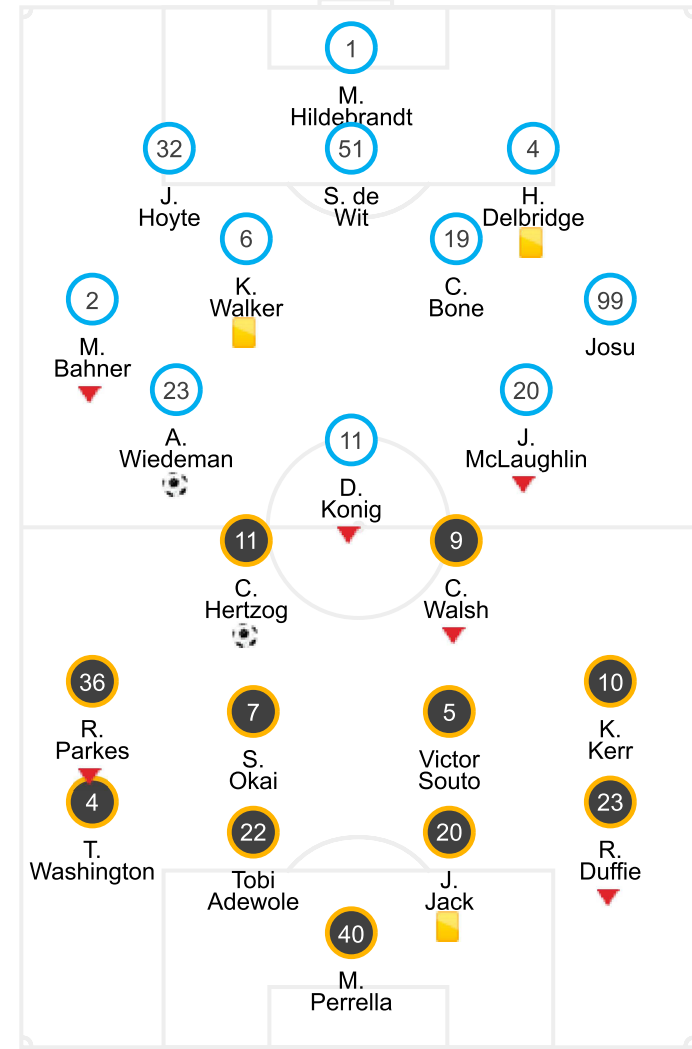 1
M.
Hildebrandt
32
51
4
J.
Hoyte
S. de
Wit
H.
Delbridge
6
19
K.
Walker
C.
Bone
2
99
M.
Bahner
Josu
23
20
A.
Wiedeman
J.
McLaughlin
11
D.
Konig
11
9
C.
Hertzog
C.
Walsh
36
10
R.
Parkes
K.
Kerr
7
5
S.
Okai
Victor
Souto
4
23
T.
Washington
R.
Duffie
22
20
Tobi
Adewole
J.
Jack
40
M.
Perrella